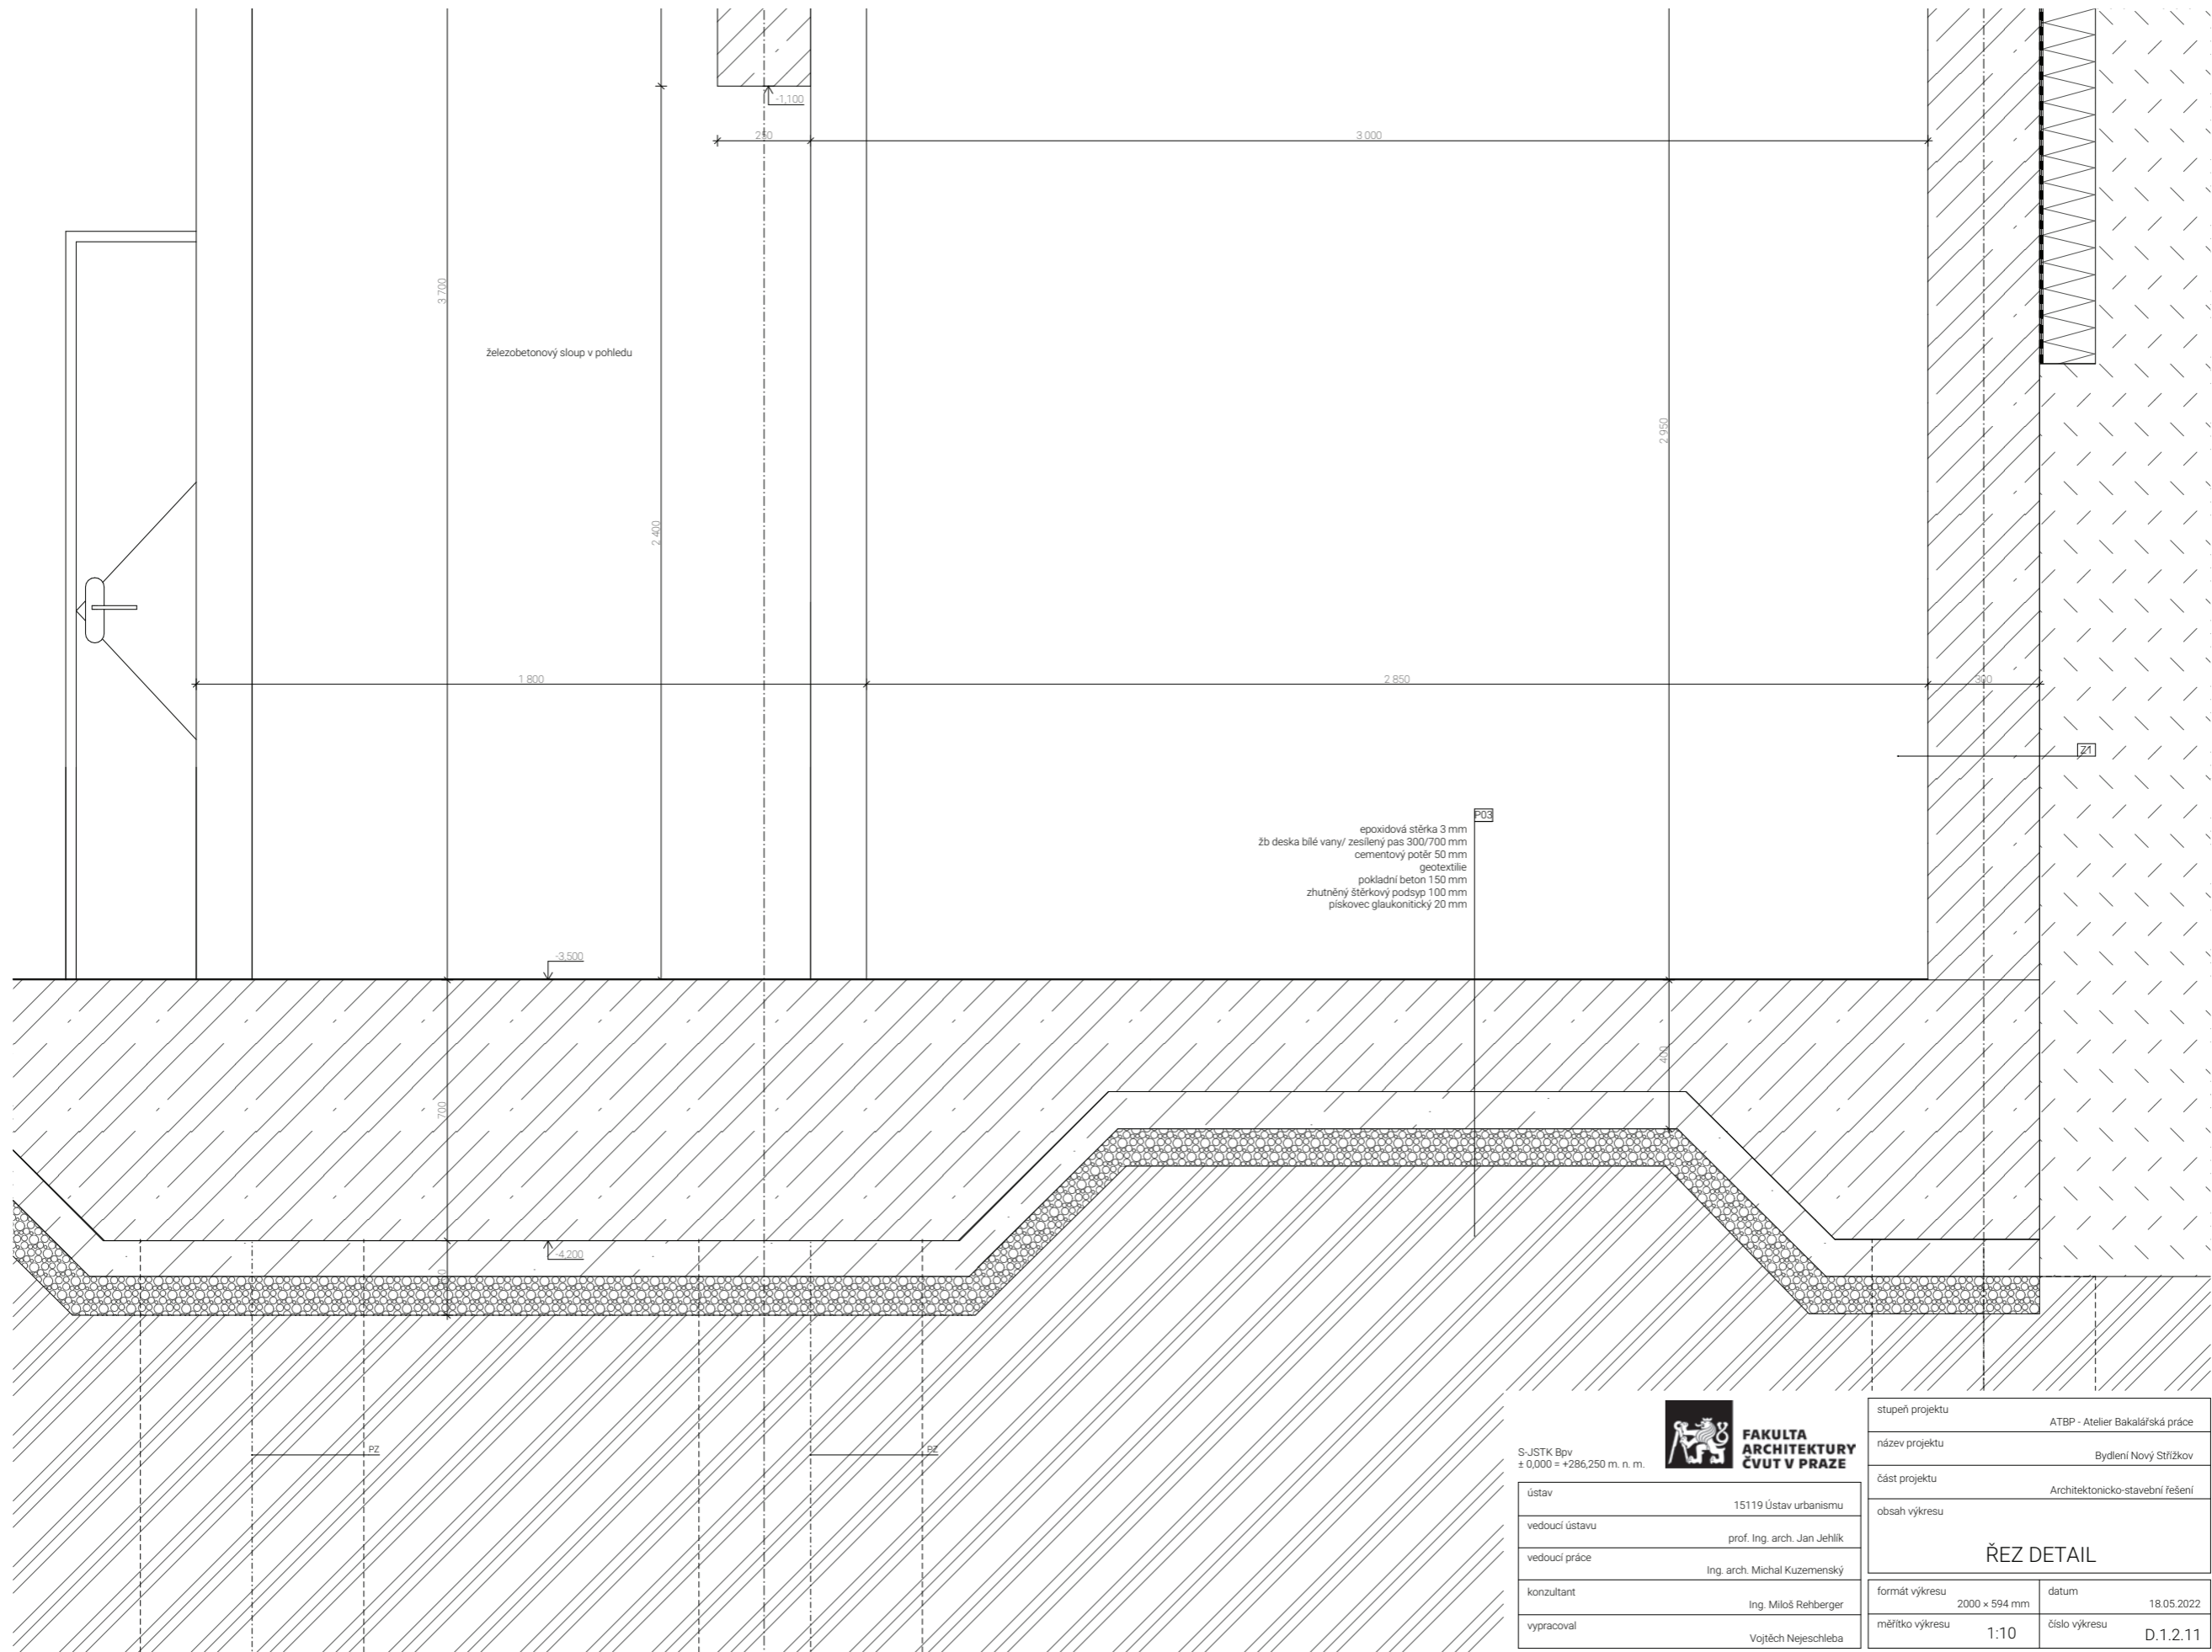 -1,100
250
3 000
3 700
železobetonový sloup v pohledu
2 950
2 400
1 800
2 850
300
Z1
P03
epoxidová stěrka 3 mm
žb deska bílé vany/ zesílený pas 300/700 mm
cementový potěr 50 mm
geotextilie
pokladní beton 150 mm
zhutněný štěrkový podsyp 100 mm
pískovec glaukonitický 20 mm
-3,500
400
700
-4,200
PZ
PZ
S-JSTK Bpv
± 0,000 = +286,250 m. n. m.
FAKULTA
ARCHITEKTURY
ČVUT V PRAZE
ústav
15119 Ústav urbanismu
vedoucí ústavu
prof. Ing. arch. Jan Jehlík
vedoucí práce
Ing. arch. Michal Kuzemenský
konzultant
Ing. Miloš Rehberger
vypracoval
Vojtěch Nejeschleba
stupeň projektu
ATBP - Atelier Bakalářská práce
název projektu
Bydlení Nový Střížkov
část projektu
Architektonicko-stavební řešení
obsah výkresu
ŘEZ DETAIL
formát výkresu
2000 × 594 mm
datum
18.05.2022
měřítko výkresu
1:10
číslo výkresu
D.1.2.11